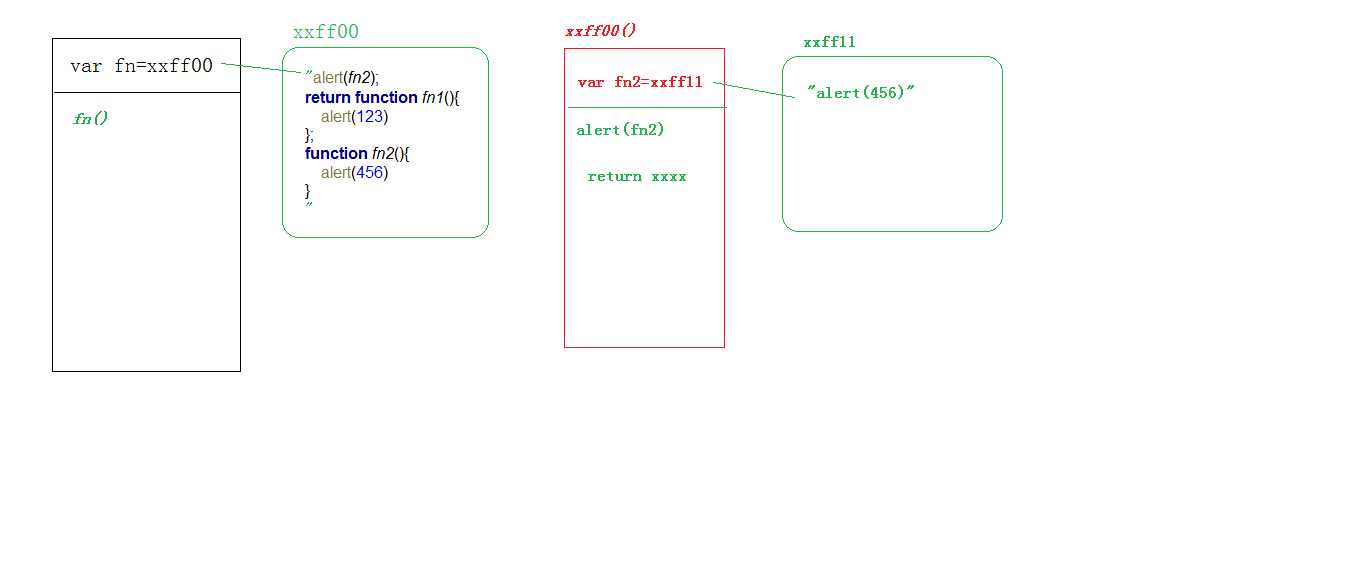 var fn=xxff00
fn()
xxff00
"alert(fn2);
return function fn1(){
alert(123)
};
function fn2(){
alert(456)
}
"
xxff00()
var fn2=xxff11
alert(fn2)
return xxxx
xxff11
"alert(456)"